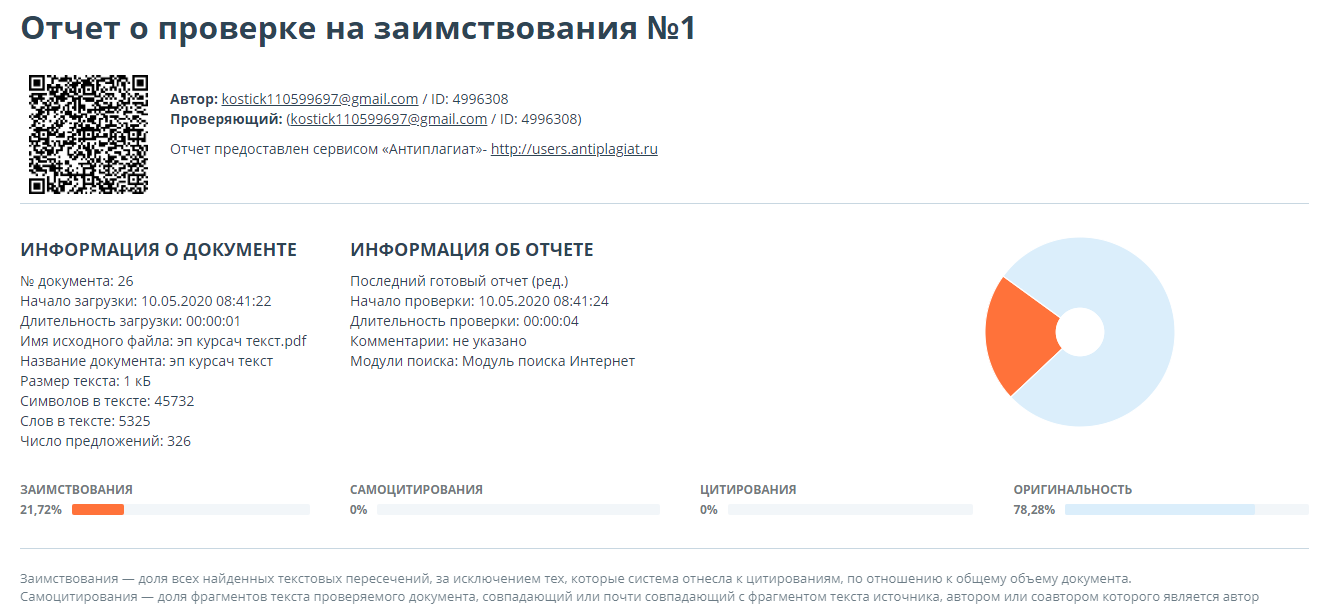 Отчет о проверке на заимствования №1
Автор: kostick110599697@gmail.com / ID: 4996308
Проверяющий: (kostick110599697@gmail.com / ID: 4996308)
Отчет предоставлен сервисом «Антиплагиат»- http://users.antiplagiat.ru
ИНФОРМАЦИЯ О ДОКУМЕНТЕ
№ документа: 26
Начало загрузки: 10.05.2020 08:41:22
Длительность загрузки: 00:00:01
Имя исходного файла: эп курсач текст.pdf
Название документа: эп курсач текст
Размер текста: 1 кБ
Символов в тексте: 45732
Слов в тексте: 5325
Число предложений: 326
ИНФОРМАЦИЯ ОБ ОТЧЕТЕ
Последний готовый отчет (ред.)
Начало проверки: 10.05.2020 08:41:24
Длительность проверки: 00:00:04
Комментарии: не указано
Модули поиска: Модуль поиска Интернет
ЗАИМСТВОВАНИЯ
21,72%
САМОЦИТИРОВАНИЯ
0%
ЦИТИРОВАНИЯ
0%
ОРИГИНАЛЬНОСТЬ
78,28%
Заимствования — доля всех найденных текстовых пересечений, за исключением тех, которые система отнесла к цитированиям, по отношению к общему объему документа.
Самоцитирования — доля фрагментов текста проверяемого документа, совпадающий или почти совпадающий с фрагментом текста источника, автором или соавтором которого является автор